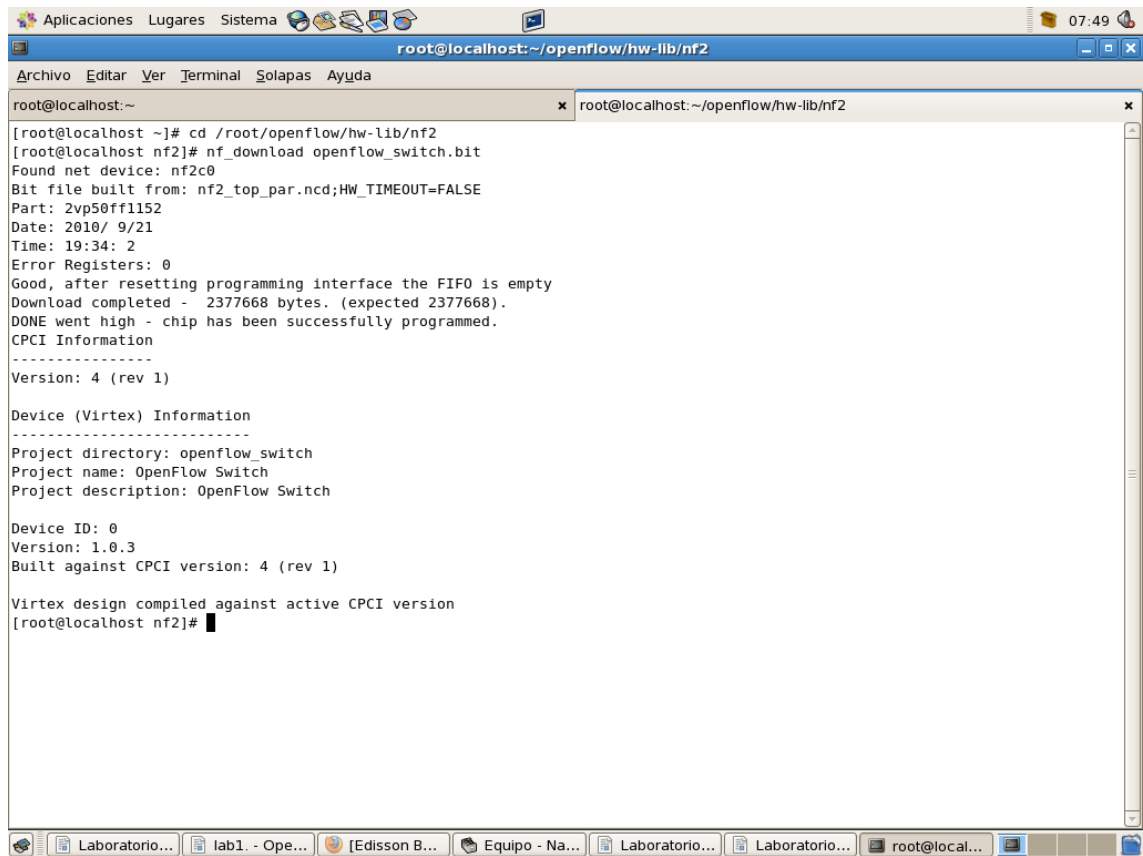 Aplicaciones Lugares Sistema
07:49
root@localhost:~/openflow/hw-lib/nf2
Archivo Editar Ver Terminal Solapas Ayuda
root@localhost:~
root@localhost:~/openflow/hw-lib/nf2
[root@localhost ~]# cd /root/openflow/hw-lib/nf2
[root@localhost nf2]# nf_download openflow_switch.bit
Found net device: nf2c0
Bit file built from: nf2_top_par.ncd;HW_TIMEOUT=FALSE
Part: 2vp50ff1152
Date: 2010/ 9/21
Time: 19:34: 2
Error Registers: 0
Good, after resetting programming interface the FIFO is empty
Download completed -  2377668 bytes. (expected 2377668).
DONE went high - chip has been successfully programmed.
CPCI Information
----------------
Version: 4 (rev 1)
Device (Virtex) Information
---------------------------
Project directory: openflow_switch
Project name: OpenFlow Switch
Project description: OpenFlow Switch
Device ID: 0
Version: 1.0.3
Built against CPCI version: 4 (rev 1)
Virtex design compiled against active CPCI version
[root@localhost nf2]#
Laboratorio... lab1. - Ope... [Edisson B... Equipo - Na... Laboratorio... Laboratorio... root@local...